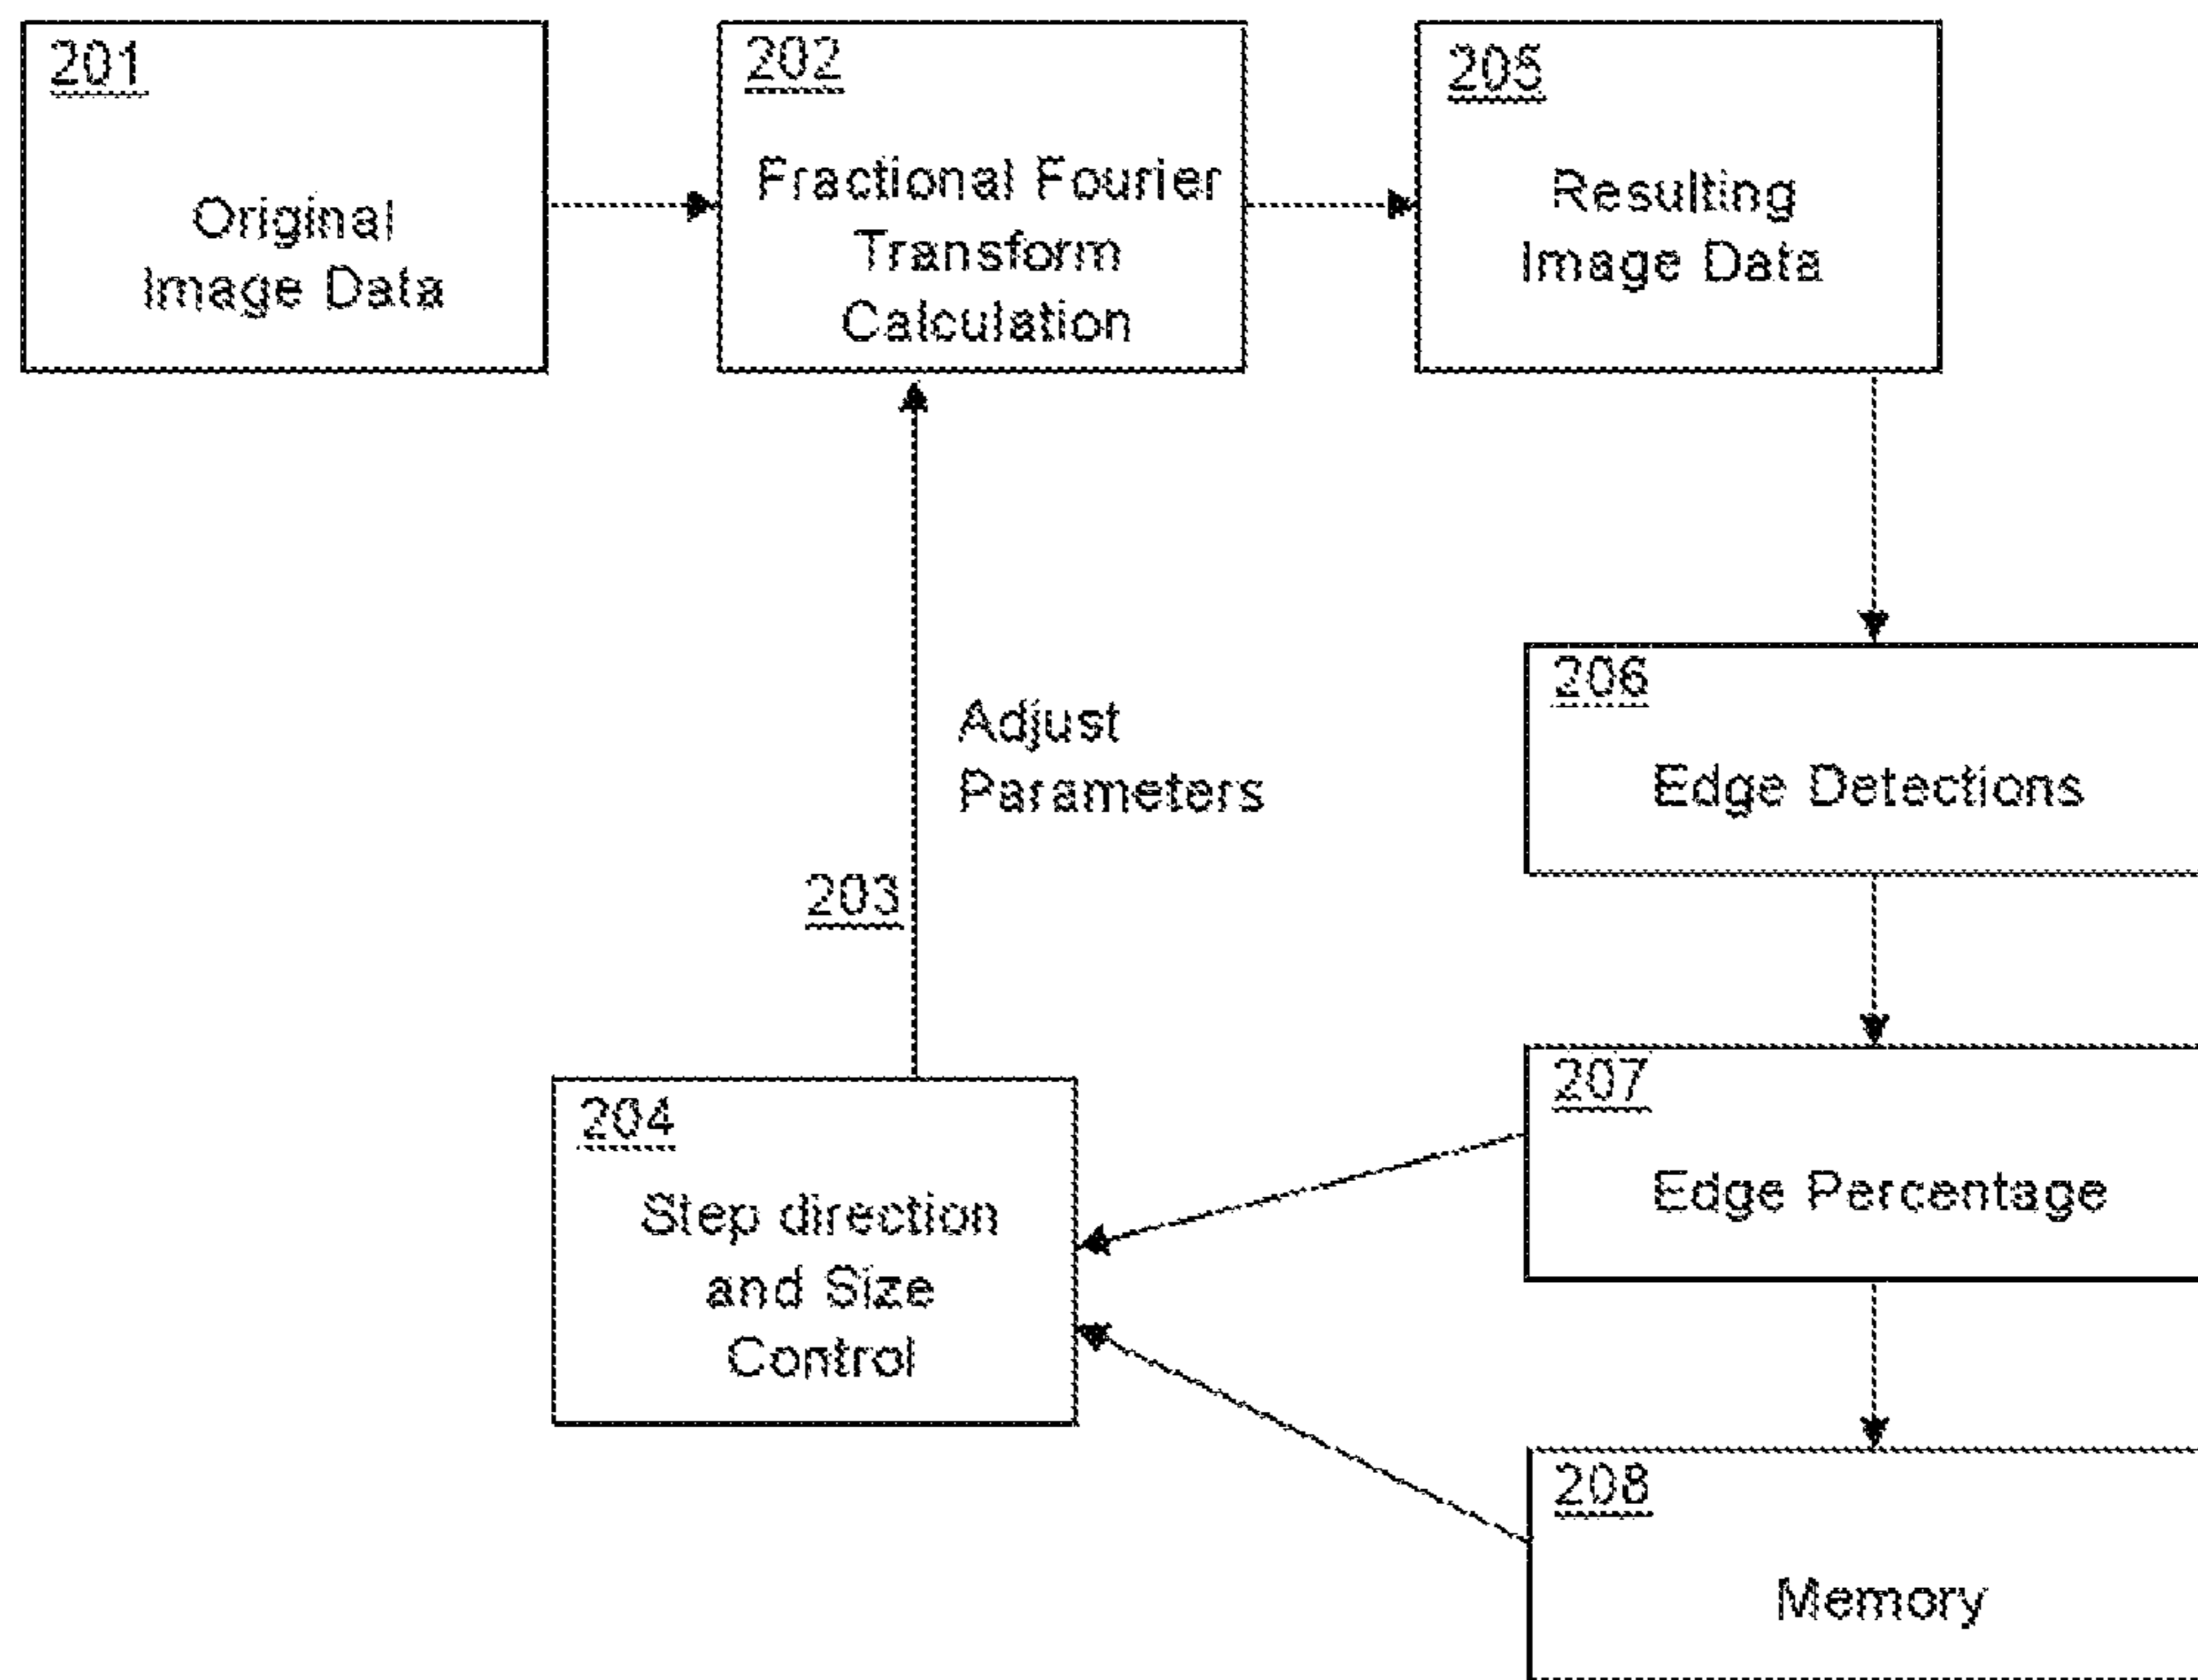 201
Original
Image Data
202
Fractional Fourier
Transform
Calculation
205
Resulting
Image Data
206
Edge Detections
Adjust
Parameters
203
207
Edge Percentage
204
Step direction
and Size
Control
208
Memory